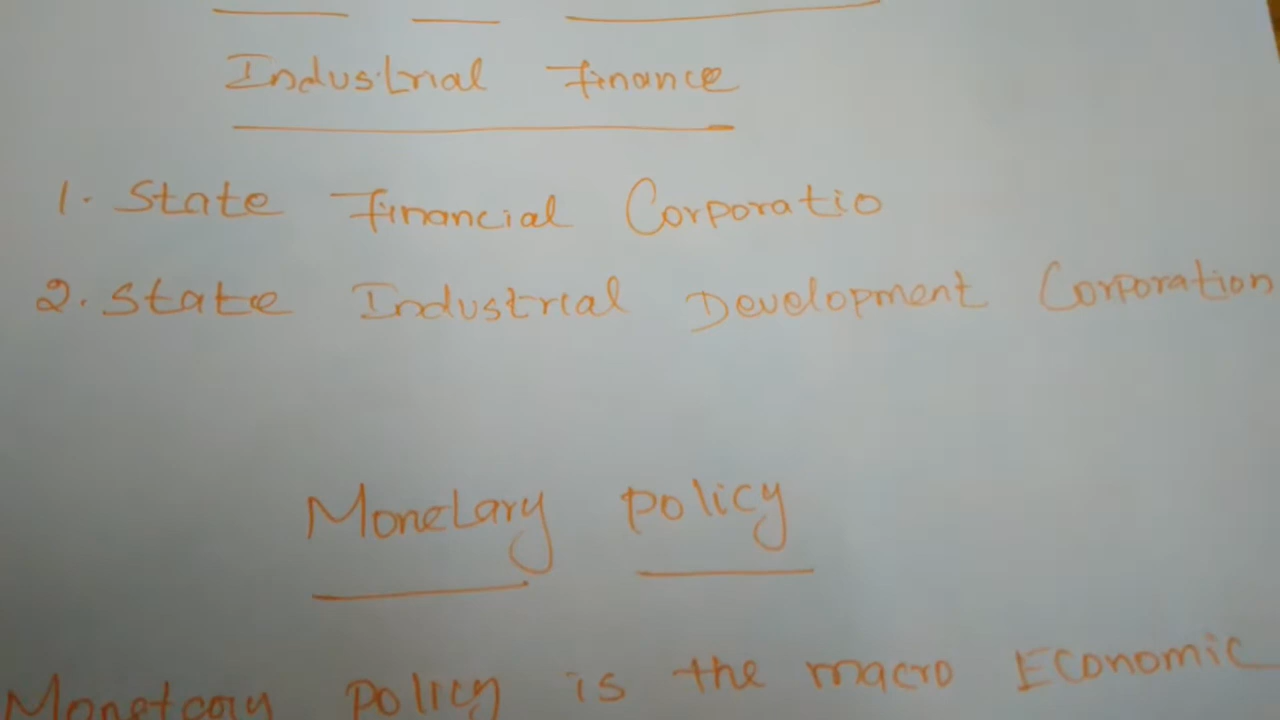 Industrial Finance
1. State Financial Corporatio
2. State Industrial Development Corporation
Monetary policy
Monetary policy is the macro Economic